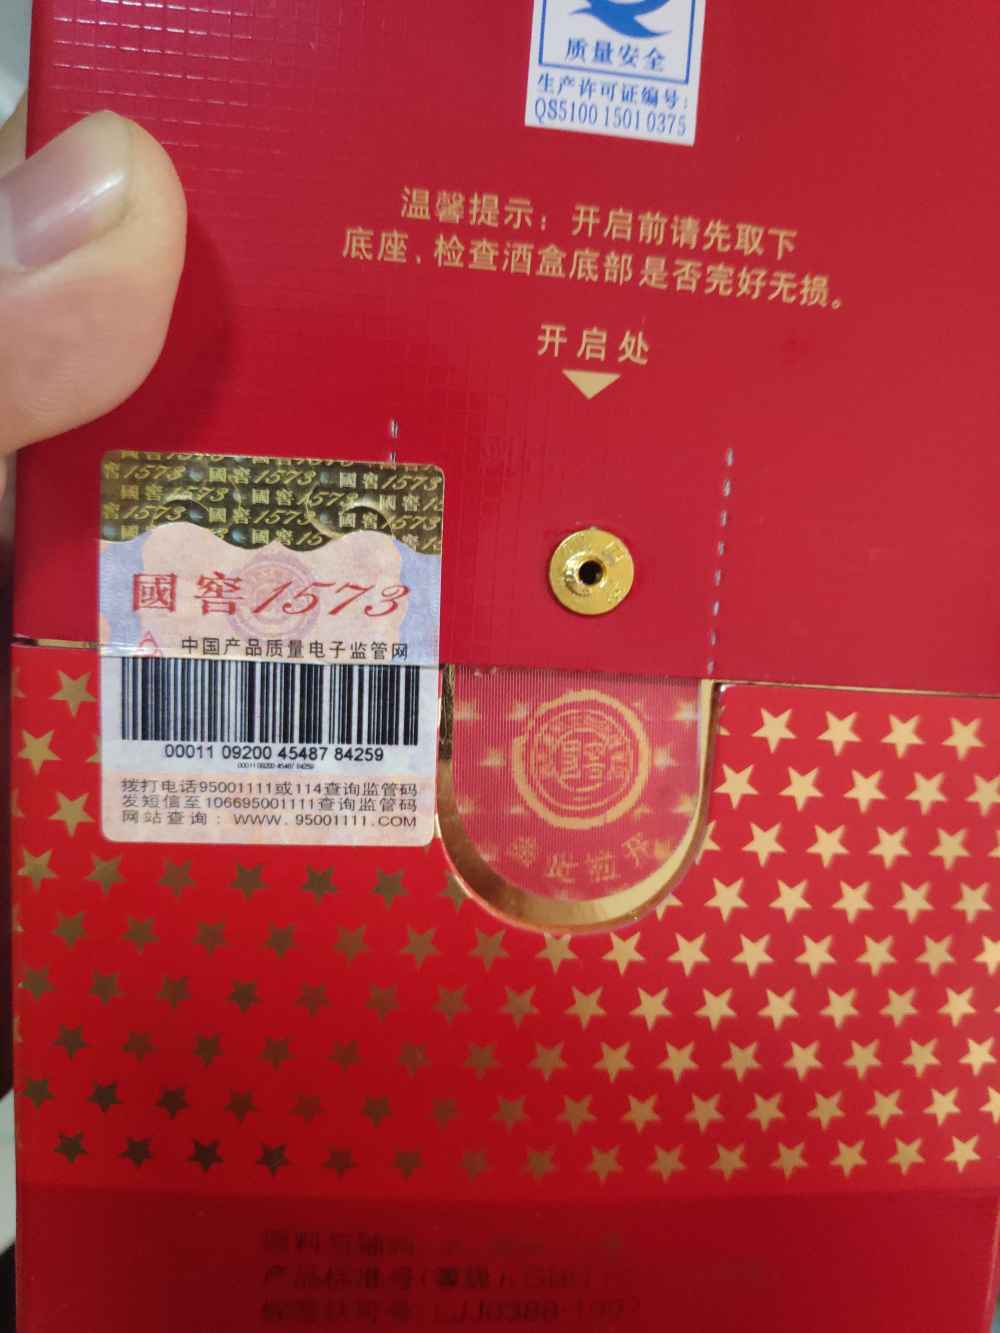 质量安全
生产许可证编号:
QS5100 1501 0375
温馨提示：开启前请先取下
底座、检查酒盒底部是否完好无损。
开启处
國窖1573
國窖1573
中国产品质量电子监管网
00011 09200 45487 84259
00011 09200 45487 84259
拨打电话95001111或114查询监管码
发短信至106695001111查询监管码
网站查询：WWW.95001111.COM
产品标准号